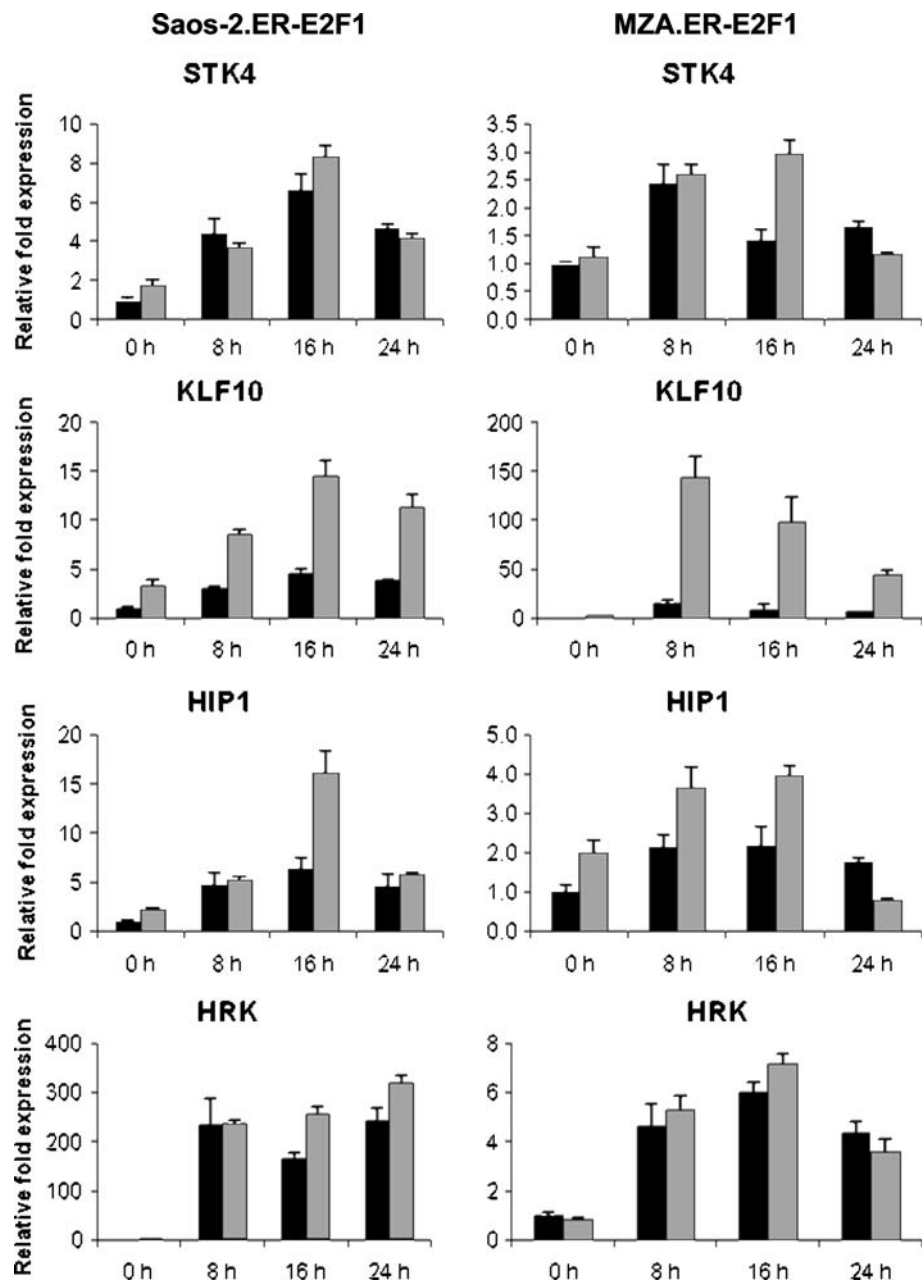 Saos-2.ER-E2F1
MZA.ER-E2F1
STK4
Relative fold expression
10
8
6
4
2
0
0 h 8 h 16 h 24 h
STK4
3.5
3.0
2.5
2.0
1.5
1.0
0.5
0.0
0 h 8 h 16 h 24 h
KLF10
Relative fold expression
20
15
10
5
0
0 h 8 h 16 h 24 h
KLF10
200
150
100
50
0
0 h 8 h 16 h 24 h
HIP1
Relative fold expression
20
15
10
5
0
0 h 8 h 16 h 24 h
HIP1
5.0
4.0
3.0
2.0
1.0
0.0
0 h 8 h 16 h 24 h
HRK
Relative fold expression
400
300
200
100
0
0 h 8 h 16 h 24 h
HRK
8
6
4
2
0
0 h 8 h 16 h 24 h